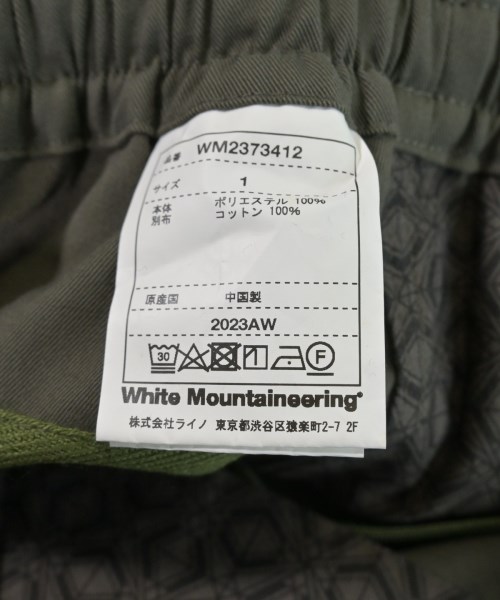 品番 WM2373412
サイズ 1
本体 ポリエステル 100%
別布 コットン 100%
原産国 中国製
2023AW
30 F
White Mountaineering®
株式会社ライノ 東京都渋谷区猿楽町2-7 2F